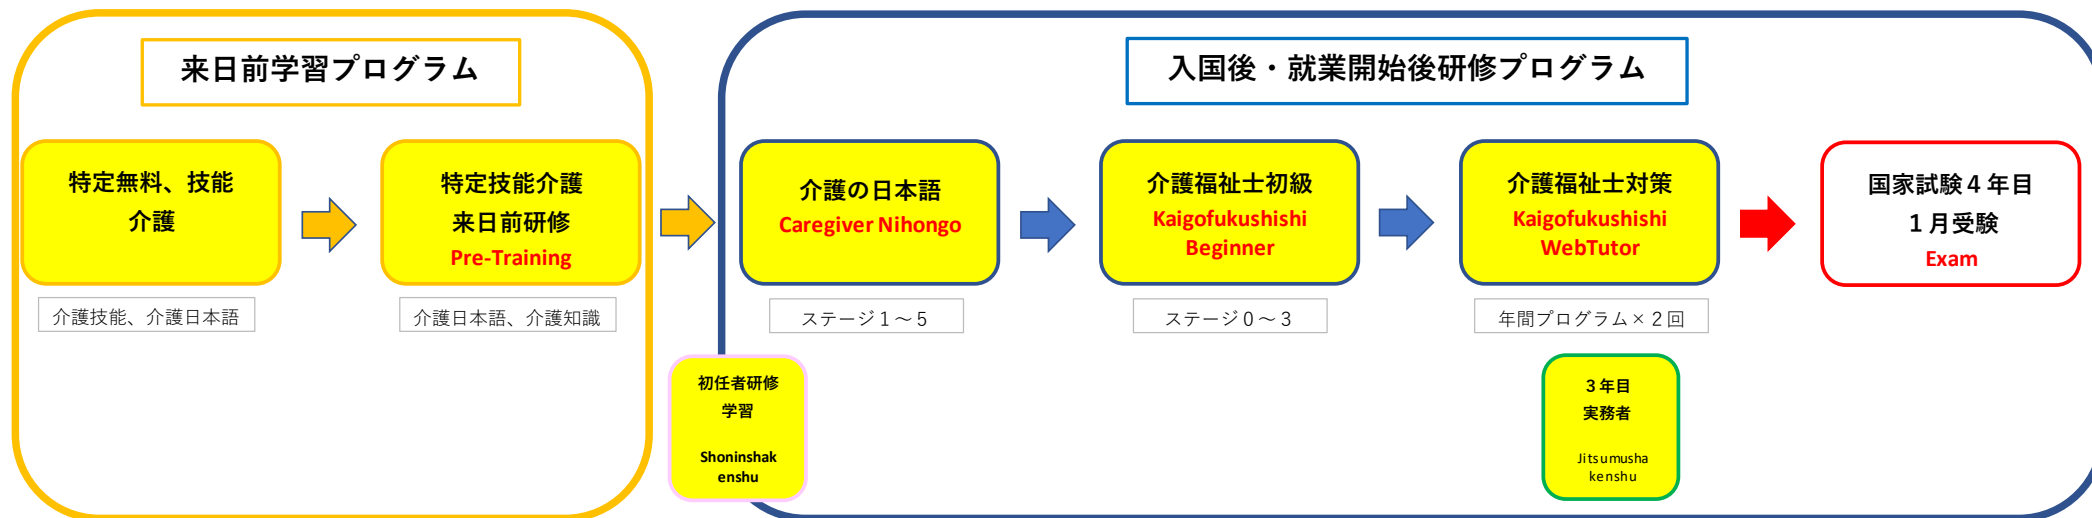 来日前学習プログラム
入国後・就業開始後研修プログラム
特定無料、技能
介護
介護技能、介護日本語
特定技能介護
来日前研修
Pre-Training
介護日本語、介護知識
介護の日本語
Caregiver Nihongo
ステージ1～5
介護福祉士初級
Kaigofukushishi
Beginner
ステージ0～3
介護福祉士対策
Kaigofukushishi
WebTutor
年間プログラム×2回
国家試験4年目
1月受験
Exam
初任者研修
学習
Shoninshak
enshu
3年目
実務者
Jitsumusha
kenshu